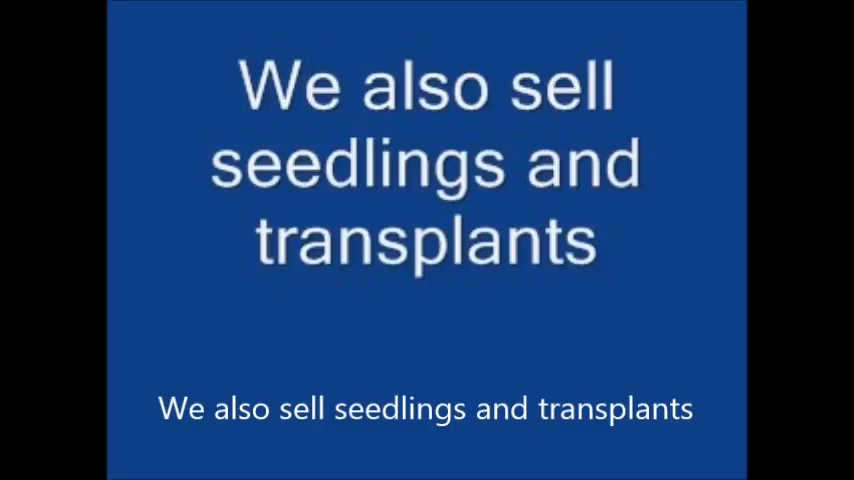 We also sell
seedlings and
transplants
We also sell seedlings and transplants